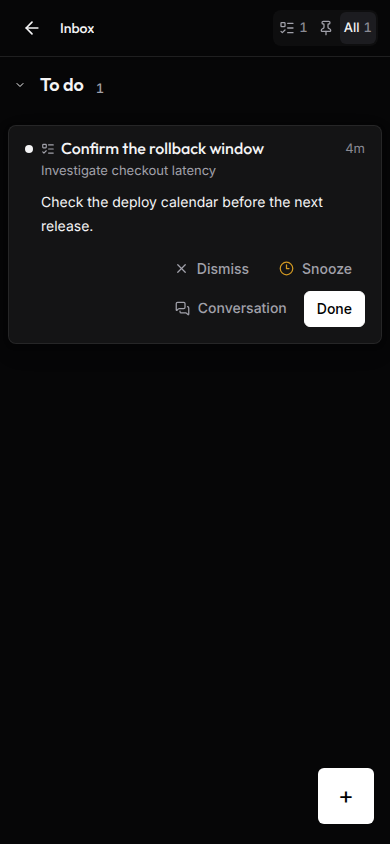 Inbox
1
All 1
To do 1
Confirm the rollback window 4m
Investigate checkout latency
Check the deploy calendar before the next
release.
Dismiss Snooze
Conversation Done
+